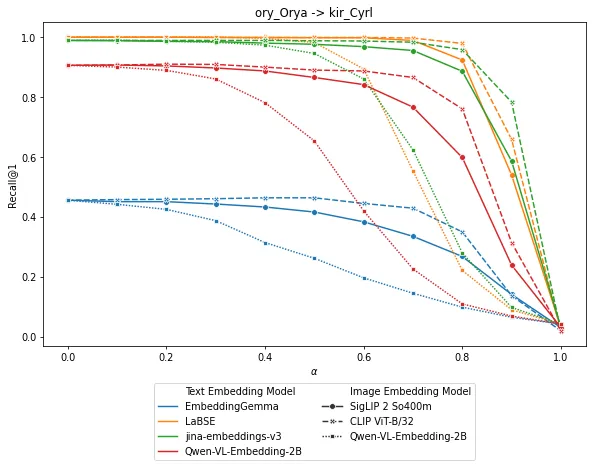 ory_Orya -> kir_Cyrl
Recall@1
1.0
0.8
0.6
0.4
0.2
0.0
0.0 0.2 0.4 0.6 0.8 1.0
α
Text Embedding Model Image Embedding Model
EmbeddingGemma SigLIP 2 So400m
LaBSE CLIP ViT-B/32
jina-embeddings-v3 Qwen-VL-Embedding-2B
Qwen-VL-Embedding-2B